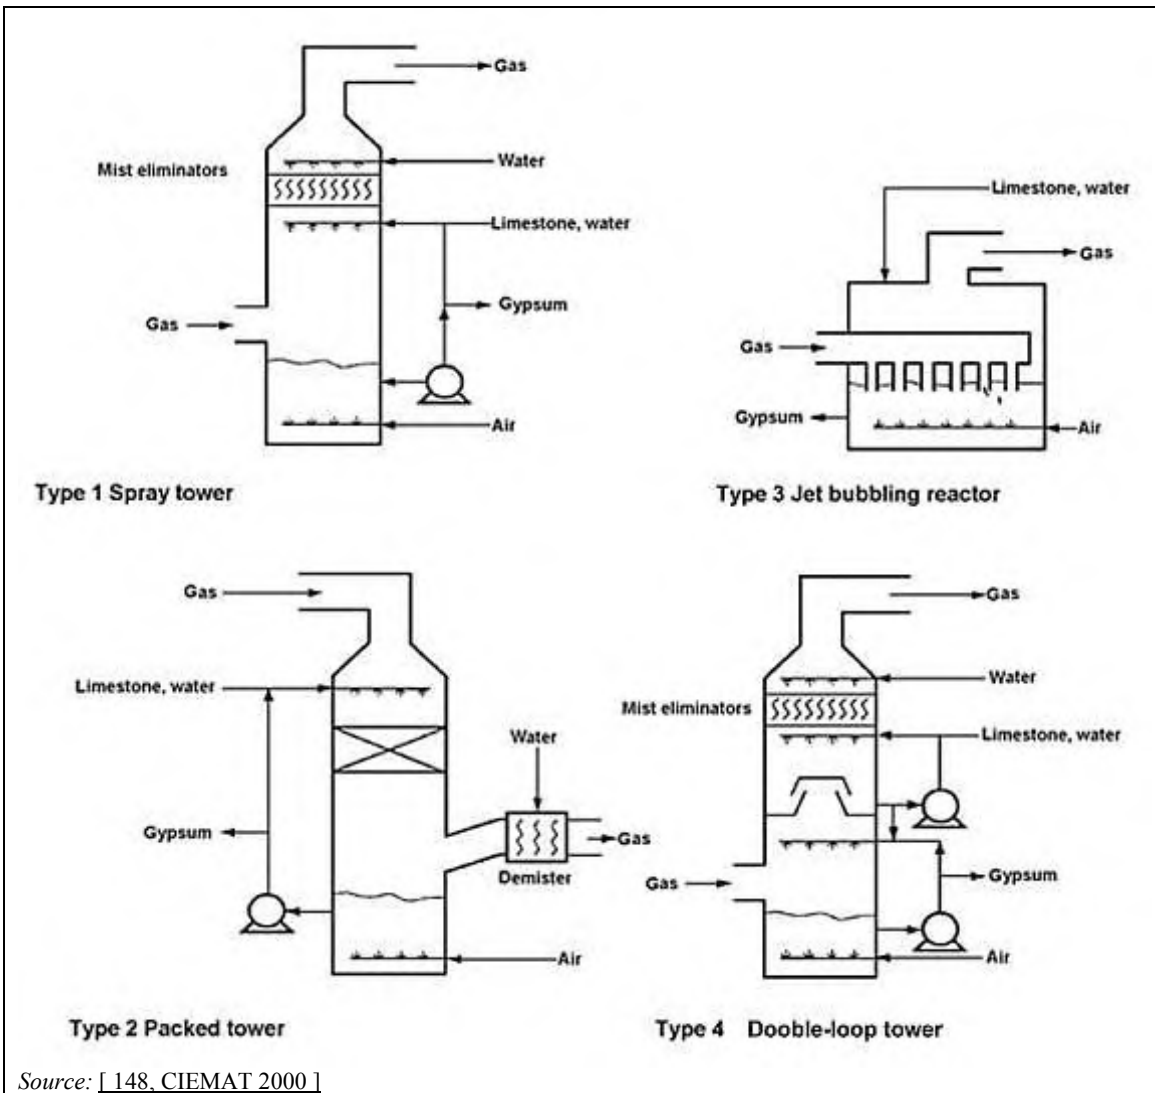 Gas
Water
Mist eliminators
Limestone, water
Gypsum
Gas
Air
Type 1 Spray tower
Limestone, water
Gas
Gas
Gypsum
Air
Type 3 Jet bubbling reactor
Gas
Limestone, water
Water
Gypsum
Gas
Demister
Air
Type 2 Packed tower
Gas
Water
Mist eliminators
Limestone, water
Gas
Gypsum
Air
Type 4 Dooble-loop tower
Source: [ 148, CIEMAT 2000 ]